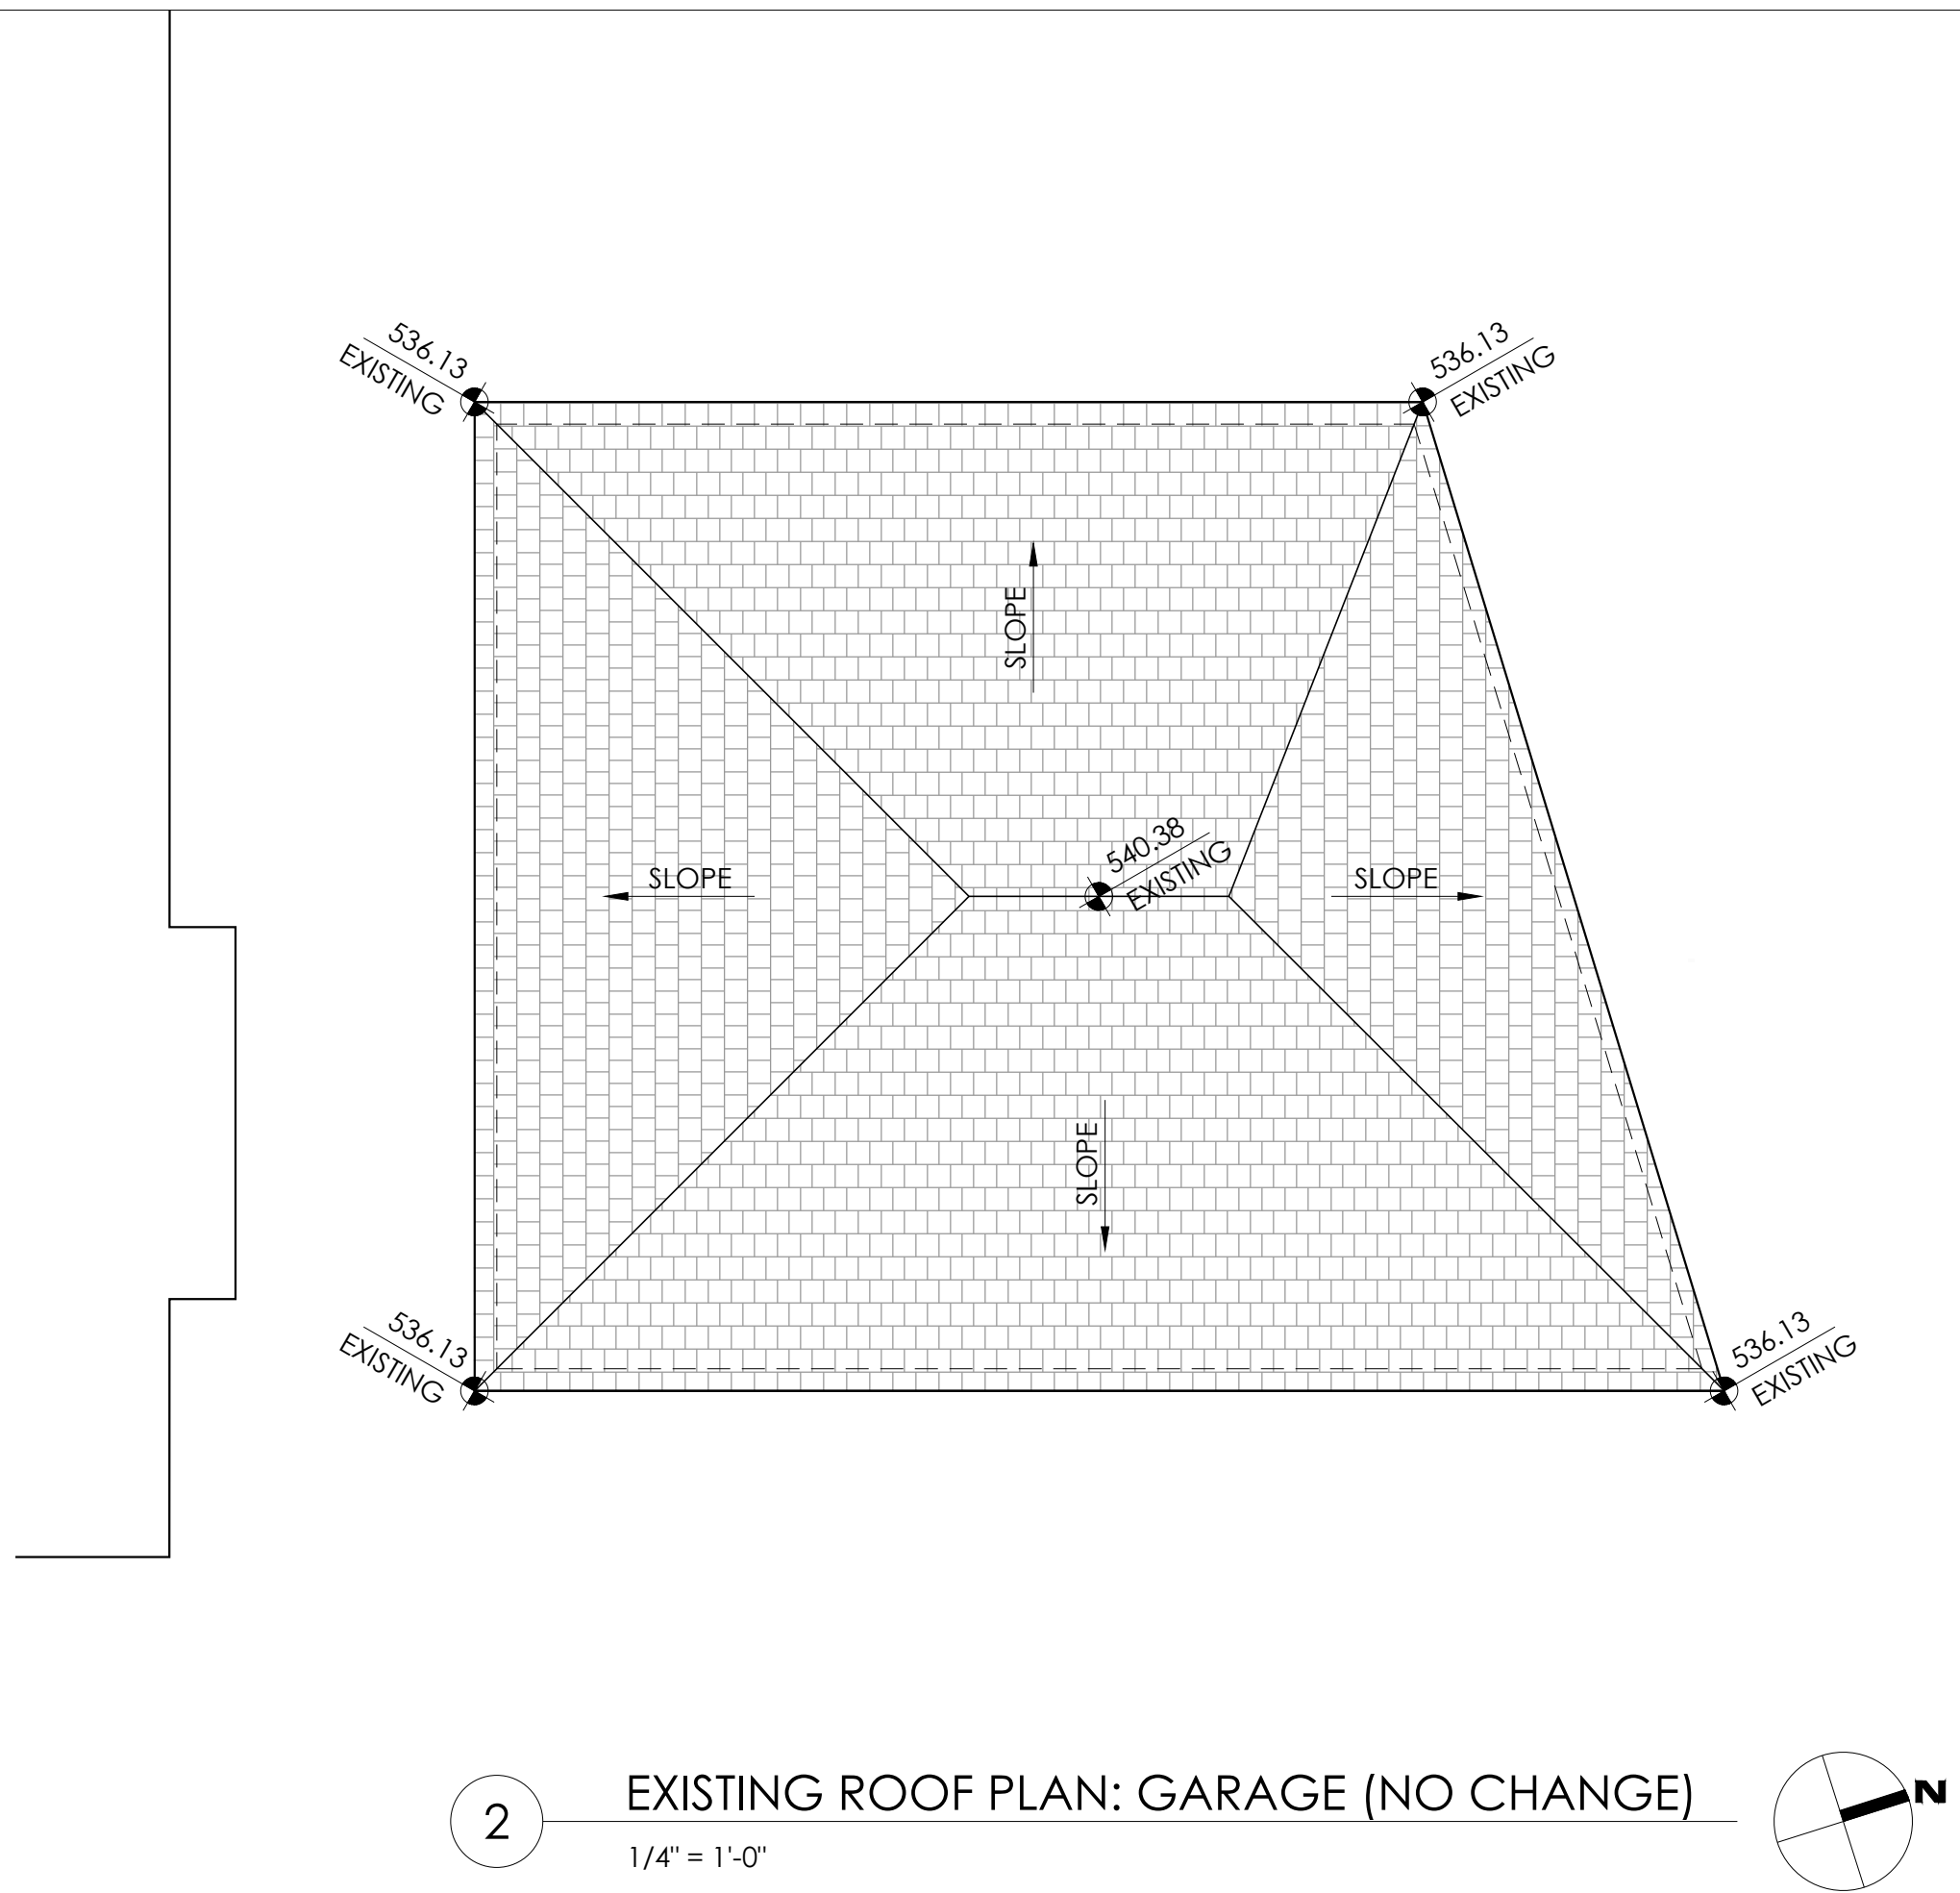 536.13
EXISTING
536.13
EXISTING
SLOPE
540.38
EXISTING
SLOPE
SLOPE
SLOPE
536.13
EXISTING
536.13
EXISTING
2
EXISTING ROOF PLAN: GARAGE (NO CHANGE)
1/4" = 1'-0"
N